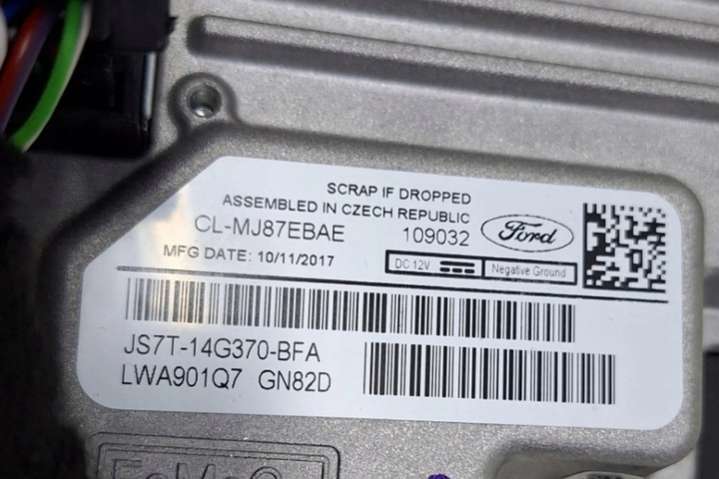 SCRAP IF DROPPED
ASSEMBLED IN CZECH REPUBLIC
CL-MJ87EBAE 109032
Ford
MFG DATE: 10/11/2017
DC 12V Negative Ground
JS7T-14G370-BFA
LWA901Q7 GN82D
FoMoCo